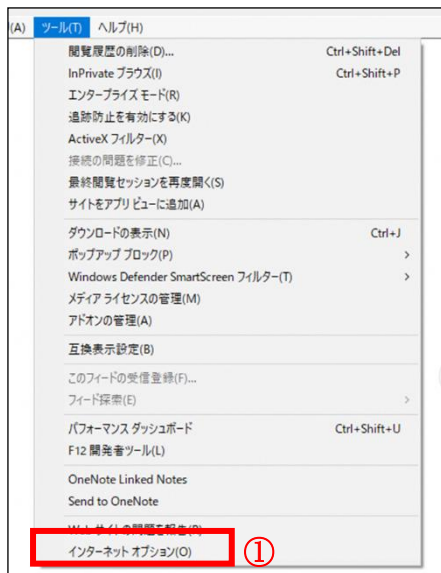 (A) ツール(T) ヘルプ(H)
閲覧履歴の削除(D)... Ctrl+Shift+Del
InPrivate ブラウズ(I) Ctrl+Shift+P
エンタープライズ モード(R)
追跡防止を有効にする(K)
ActiveX フィルター(X)
接続の問題を修正(C)...
最終閲覧セッションを再度開く(S)
サイトをアプリ ビューに追加(A)
ダウンロードの表示(N) Ctrl+J
ポップアップ ブロック(P) >
Windows Defender SmartScreen フィルター(T) >
メディア ライセンスの管理(M)
アドオンの管理(A)
互換表示設定(B)
このフィードの受信登録(F)...
フィード探索(E) >
パフォーマンス ダッシュボード Ctrl+Shift+U
F12 開発者ツール(L)
OneNote Linked Notes
Send to OneNote
Web サイトの問題を報告(R)
インターネット オプション(O) ①